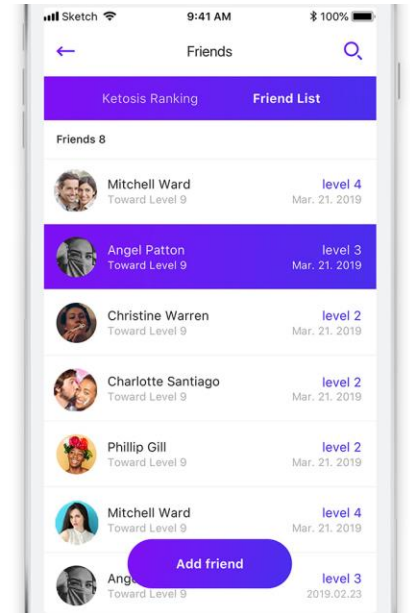 Sketch 9:41 AM 100%
Friends
Ketosis Ranking Friend List
Friends 8
Mitchell Ward level 4
Toward Level 9 Mar. 21. 2019
Angel Patton level 3
Toward Level 9 Mar. 21. 2019
Christine Warren level 2
Toward Level 9 Mar. 21. 2019
Charlotte Santiago level 2
Toward Level 9 Mar. 21. 2019
Phillip Gill level 2
Toward Level 9 Mar. 21. 2019
Mitchell Ward level 4
Toward Level 9 Mar. 21. 2019
Add friend
Ange level 3
Toward Level 9 2019.02.23